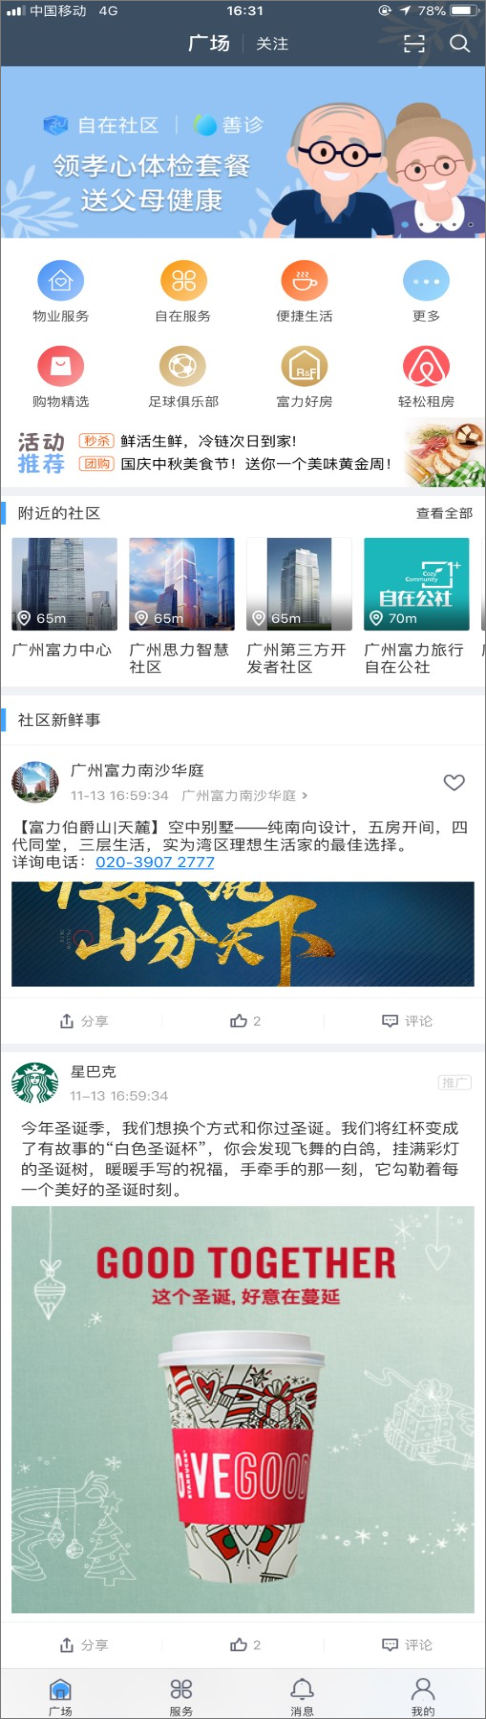 中国移动 4G 16:31 78%
广场 关注
自在社区 善诊
领孝心体检套餐
送父母健康
物业服务 自在服务 便捷生活 更多
R&F
购物精选 足球俱乐部 富力好房 轻松租房
活动 秒杀 鲜活生鲜，冷链次日到家!
推荐 团购 国庆中秋美食节！送你一个美味黄金周！
附近的社区 查看全部
Cozy Community 1+
自在公社
65m 65m 65m 70m
广州富力中心 广州思力智慧 广州第三方开 广州富力旅行
社区 发者社区 自在公社
社区新鲜事
广州富力南沙华庭
11-13 16:59:34 广州富力南沙华庭 >
【富力伯爵山|天麓】空中别墅——纯南向设计，五房开间，四
代同堂，三层生活，实为湾区理想生活家的最佳选择。
详询电话：020-3907 2777
山分天下
分享 2 评论
星巴克
11-13 16:59:34 推广
今年圣诞季，我们想换个方式和你过圣诞。我们将红杯变成
了有故事的“白色圣诞杯”，你会发现飞舞的白鸽，挂满彩灯
的圣诞树，暖暖手写的祝福，手牵手的那一刻，它勾勒着每
一个美好的圣诞时刻。
GOOD TOGETHER
这个圣诞, 好意在蔓延
STARBUCKS
GIVEGOOD
分享 2 评论
广场 服务 消息 我的